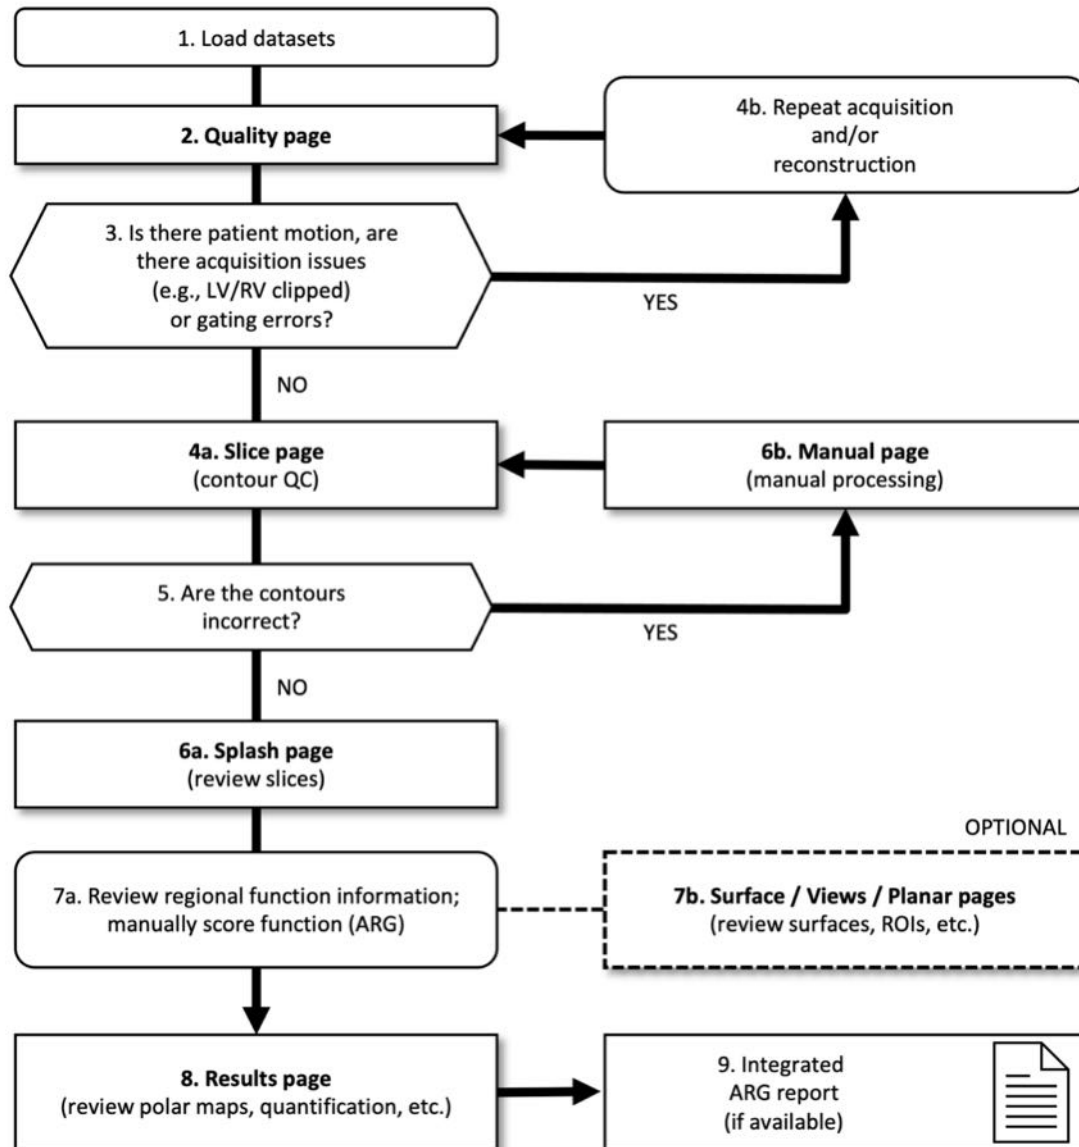 1. Load datasets
2. Quality page
4b. Repeat acquisition
and/or
reconstruction
3. Is there patient motion, are
there acquisition issues
(e.g., LV/RV clipped)
or gating errors?
YES
NO
4a. Slice page
(contour QC)
6b. Manual page
(manual processing)
5. Are the contours
incorrect?
YES
NO
6a. Splash page
(review slices)
OPTIONAL
7a. Review regional function information;
manually score function (ARG)
7b. Surface / Views / Planar pages
(review surfaces, ROIs, etc.)
8. Results page
(review polar maps, quantification, etc.)
9. Integrated
ARG report
(if available)